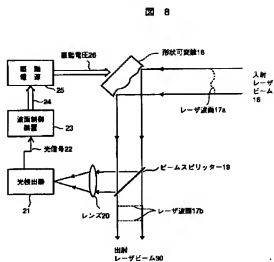 図 8
駆動電圧26
形状可変鏡18
駆動
電源
25
24
波面制御
装置
23
光信号22
光検出器
21
レンズ20
レーザ波面17a
入射
レーザ
ビーム
16
ビームスプリッター19
レーザ波面17b
出射
レーザビーム30